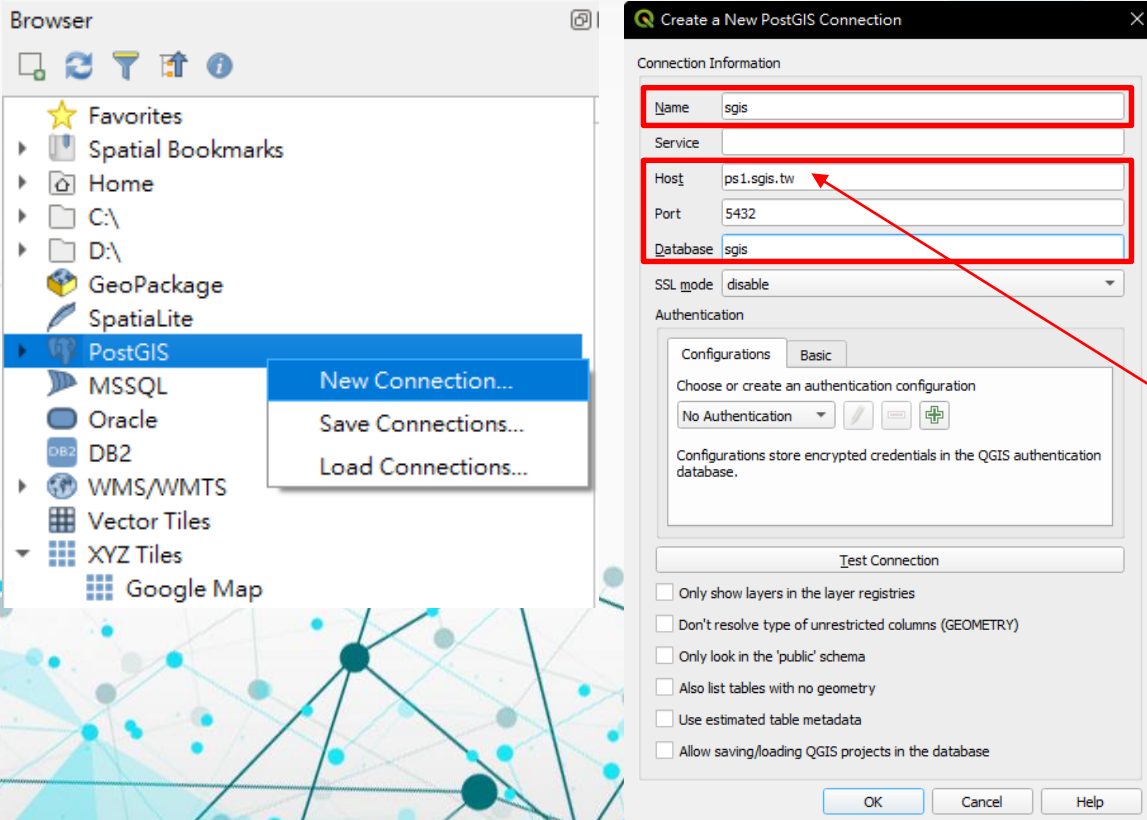 Browser
Favorites
Spatial Bookmarks
Home
C:\
D:\
GeoPackage
SpatiaLite
PostGIS
MSSQL
Oracle
DB2
DB2
WMS/WMTS
Vector Tiles
XYZ Tiles
Google Map
New Connection...
Save Connections...
Load Connections...
Create a New PostGIS Connection
Connection Information
Name sgis
Service
Host ps1.sgis.tw
Port 5432
Database sgis
SSL mode disable
Authentication
Configurations Basic
Choose or create an authentication configuration
No Authentication
Configurations store encrypted credentials in the QGIS authentication
database.
Test Connection
Only show layers in the layer registries
Don't resolve type of unrestricted columns (GEOMETRY)
Only look in the 'public' schema
Also list tables with no geometry
Use estimated table metadata
Allow saving/loading QGIS projects in the database
OK Cancel Help